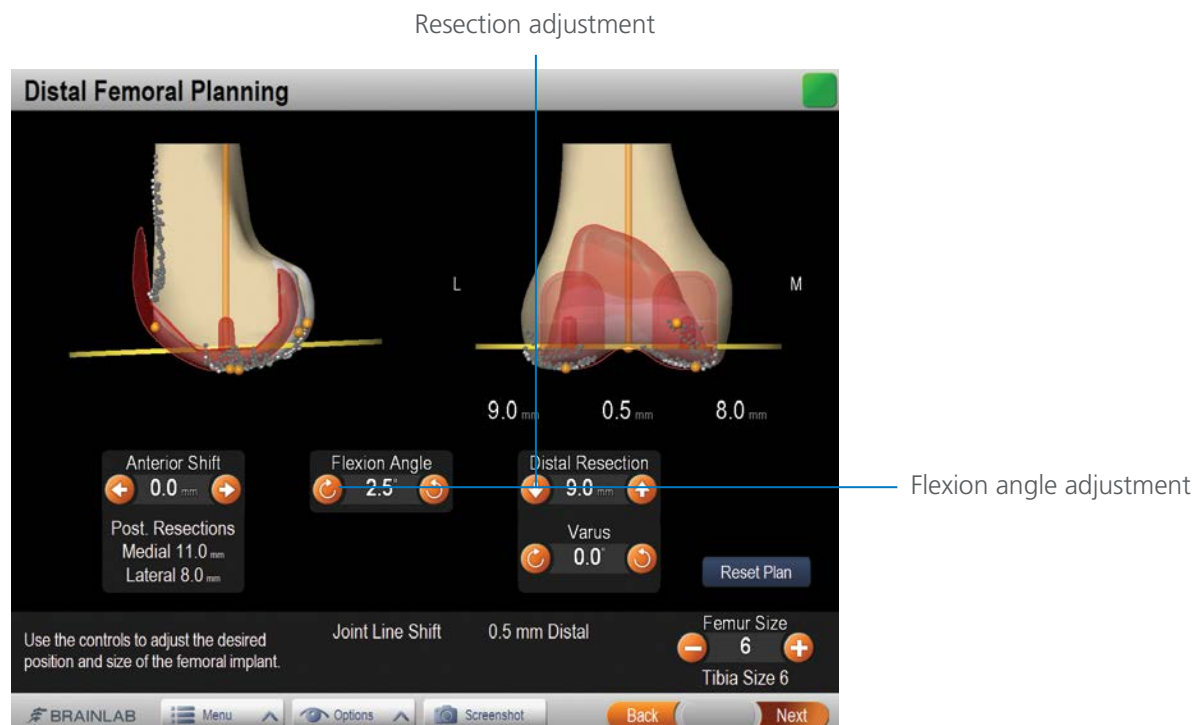 Resection adjustment
Distal Femoral Planning
L
M
9.0 mm 0.5 mm 8.0 mm
Anterior Shift
0.0 mm
Post. Resections
Medial 11.0 mm
Lateral 8.0 mm
Flexion Angle
2.5°
Distal Resection
9.0 mm
Varus
0.0°
Flexion angle adjustment
Reset Plan
Use the controls to adjust the desired
position and size of the femoral implant.
Joint Line Shift 0.5 mm Distal
Femur Size
6
Tibia Size 6
BRAINLAB Menu Options Screenshot Back Next